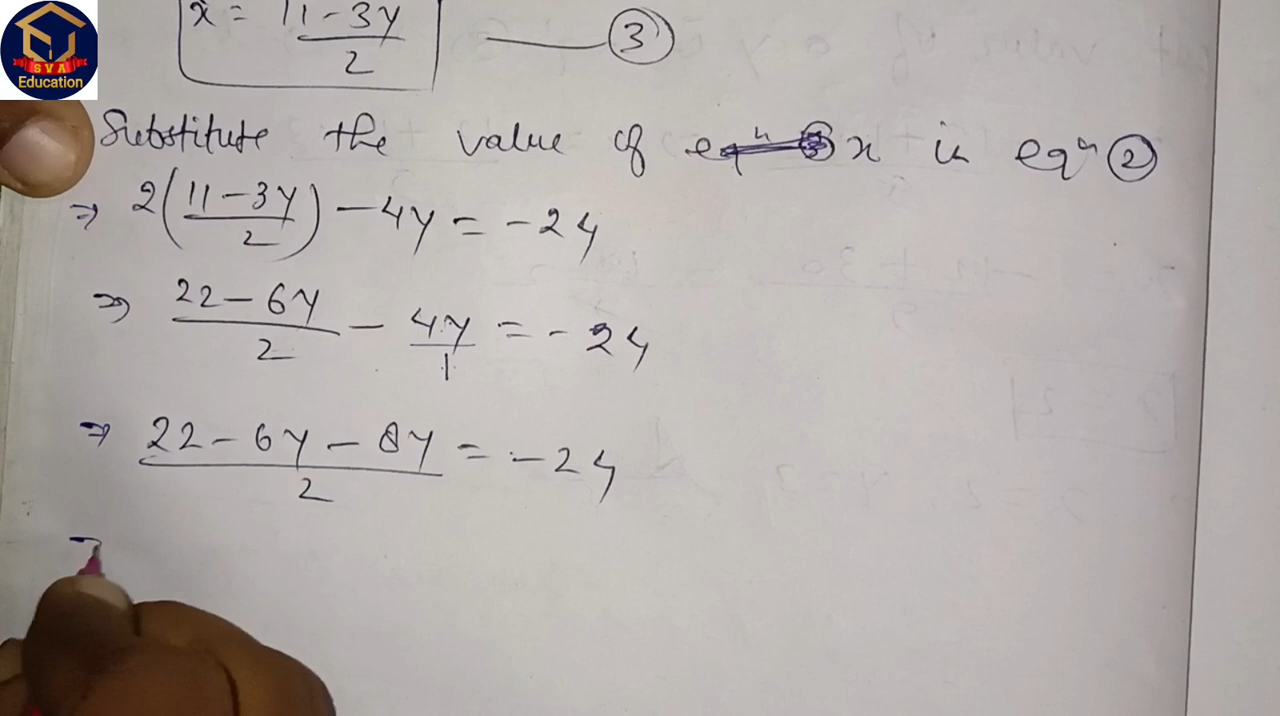 SVA
Education
x = 11 - 3y / 2 —— ③
Substitute the value of x in eqⁿ ②
⇒ 2(11 - 3y / 2) - 4y = -24
⇒ 22 - 6y / 2 - 4y / 1 = -24
⇒ 22 - 6y - 8y / 2 = -24